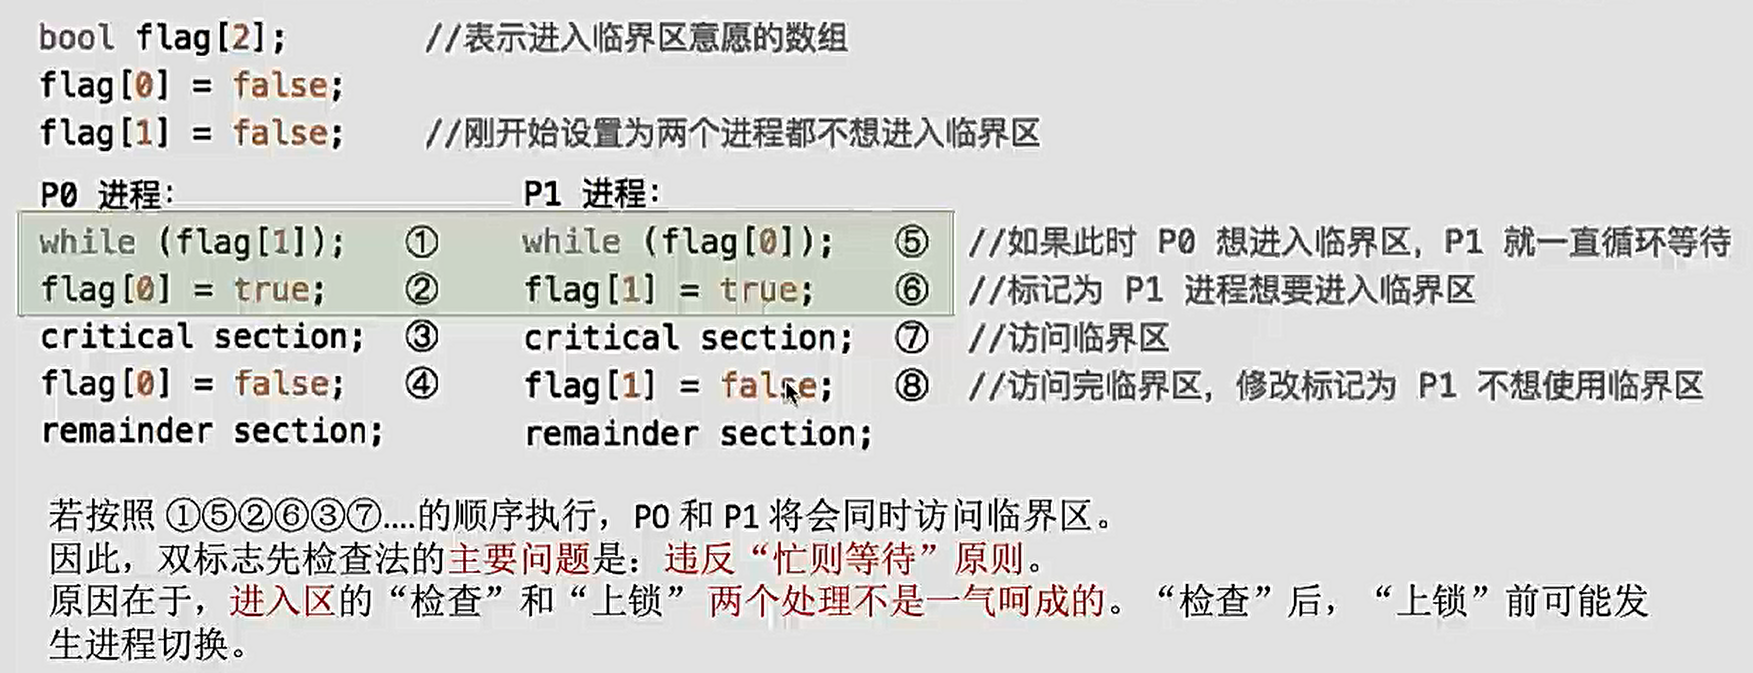 bool flag[2]; //表示进入临界区意愿的数组
flag[0] = false;
flag[1] = false; //刚开始设置为两个进程都不想进入临界区
P0 进程: P1 进程:
while (flag[1]); ① while (flag[0]); ⑤ //如果此时 P0 想进入临界区，P1 就一直循环等待
flag[0] = true; ② flag[1] = true; ⑥ //标记为 P1 进程想要进入临界区
critical section; ③ critical section; ⑦ //访问临界区
flag[0] = false; ④ flag[1] = false; ⑧ //访问完临界区，修改标记为 P1 不想使用临界区
remainder section; remainder section;
若按照 ①⑤②⑥③⑦....的顺序执行，P0 和 P1 将会同时访问临界区。
因此，双标志先检查法的主要问题是：违反“忙则等待”原则。
原因在于，进入区的“检查”和“上锁” 两个处理不是一气呵成的。“检查”后，“上锁”前可能发
生进程切换。